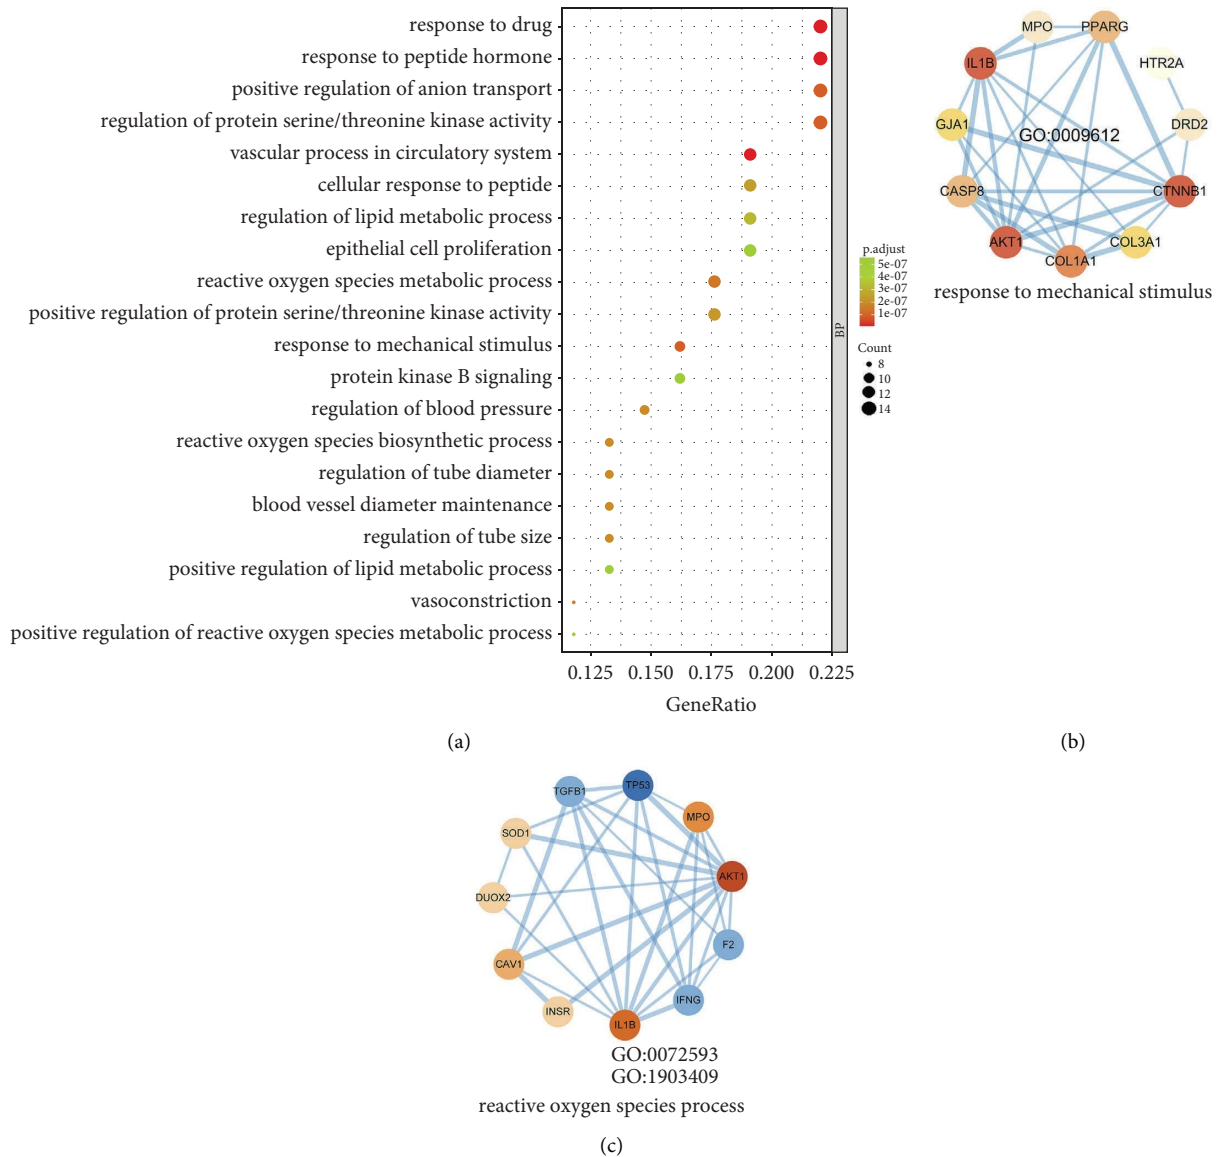 response to drug
response to peptide hormone
positive regulation of anion transport
regulation of protein serine/threonine kinase activity
vascular process in circulatory system
cellular response to peptide
regulation of lipid metabolic process
epithelial cell proliferation
reactive oxygen species metabolic process
positive regulation of protein serine/threonine kinase activity
response to mechanical stimulus
protein kinase B signaling
regulation of blood pressure
reactive oxygen species biosynthetic process
regulation of tube diameter
blood vessel diameter maintenance
regulation of tube size
positive regulation of lipid metabolic process
vasoconstriction
positive regulation of reactive oxygen species metabolic process
0.125 0.150 0.175 0.200 0.225
GeneRatio
BP
p.adjust
5e-07
4e-07
3e-07
2e-07
1e-07
Count
8
10
12
14
(a)
MPO
PPARG
IL1B
HTR2A
GJA1
DRD2
GO:0009612
CASP8
CTNNB1
AKT1
COL3A1
COL1A1
response to mechanical stimulus
(b)
TGFB1
TP53
MPO
SOD1
AKT1
DUOX2
F2
CAV1
IFNG
INSR
IL1B
GO:0072593
GO:1903409
reactive oxygen species process
(c)